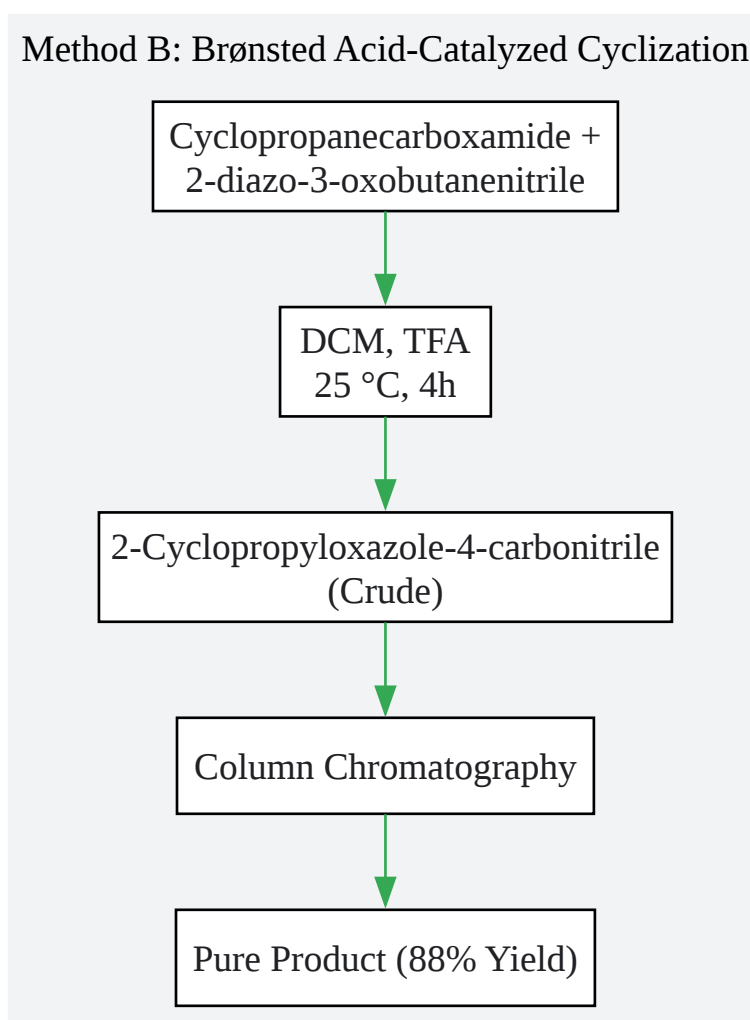 Method B: Brønsted Acid-Catalyzed Cyclization
Cyclopropanecarboxamide +
2-diazo-3-oxobutanenitrile
DCM, TFA
25 °C, 4h
2-Cyclopropyloxazole-4-carbonitrile
(Crude)
Column Chromatography
Pure Product (88% Yield)